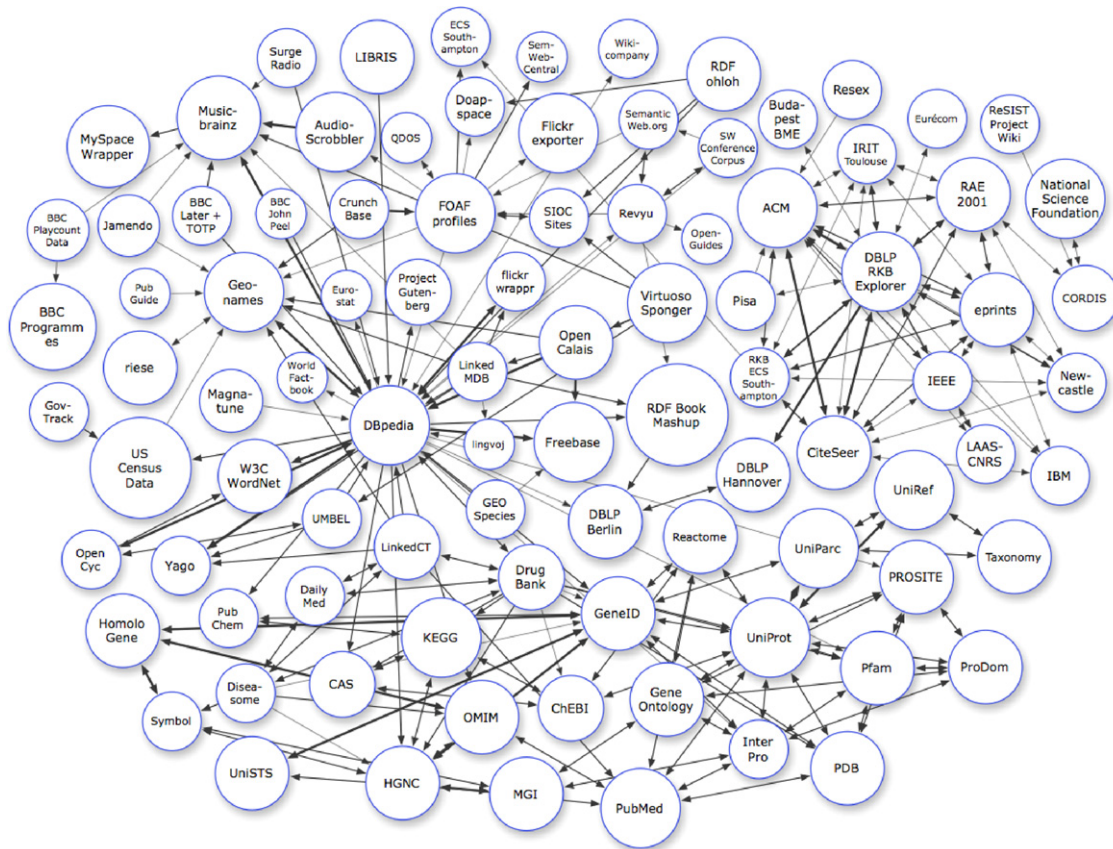 Surge
Radio
LIBRIS
ECS
South-
ampton
Sem-
Web-
Central
Wiki-
company
RDF
ohloh
Music-
brainz
MySpace
Wrapper
Audio-
Scrobbler
QDOS
Doap-
space
Flickr
exporter
Semantic
Web.org
SW
Conference
Corpus
Buda-
pest
BME
Resex
IRIT
Toulouse
Eurécom
ReSIST
Project
Wiki
RAE
2001
National
Science
Foundation
BBC
Playcount
Data
Jamendo
BBC
Later +
TOTP
BBC
John
Peel
Crunch
Base
FOAF
profiles
SIOC
Sites
Revyu
Open-
Guides
ACM
DBLP
RKB
Explorer
Pub
Guide
Geo-
names
Euro-
stat
Project
Guten-
berg
flickr
wrappr
Virtuoso
Sponger
Pisa
eprints
CORDIS
BBC
Programm
es
riese
World
Fact-
book
Linked
MDB
Open
Calais
RKB
ECS
South-
ampton
IEEE
New-
castle
Gov-
Track
Magna-
tune
DBpedia
lingvoj
Freebase
RDF Book
Mashup
CiteSeer
LAAS-
CNRS
IBM
US
Census
Data
W3C
WordNet
UMBEL
GEO
Species
DBLP
Berlin
DBLP
Hannover
UniRef
Open
Cyc
Yago
LinkedCT
Reactome
UniParc
Taxonomy
Daily
Med
Drug
Bank
PROSITE
Homolo
Gene
Pub
Chem
KEGG
GeneID
UniProt
Pfam
ProDom
Disea-
some
CAS
Symbol
OMIM
ChEBI
Gene
Ontology
Inter
Pro
PDB
UniSTS
HGNC
MGI
PubMed